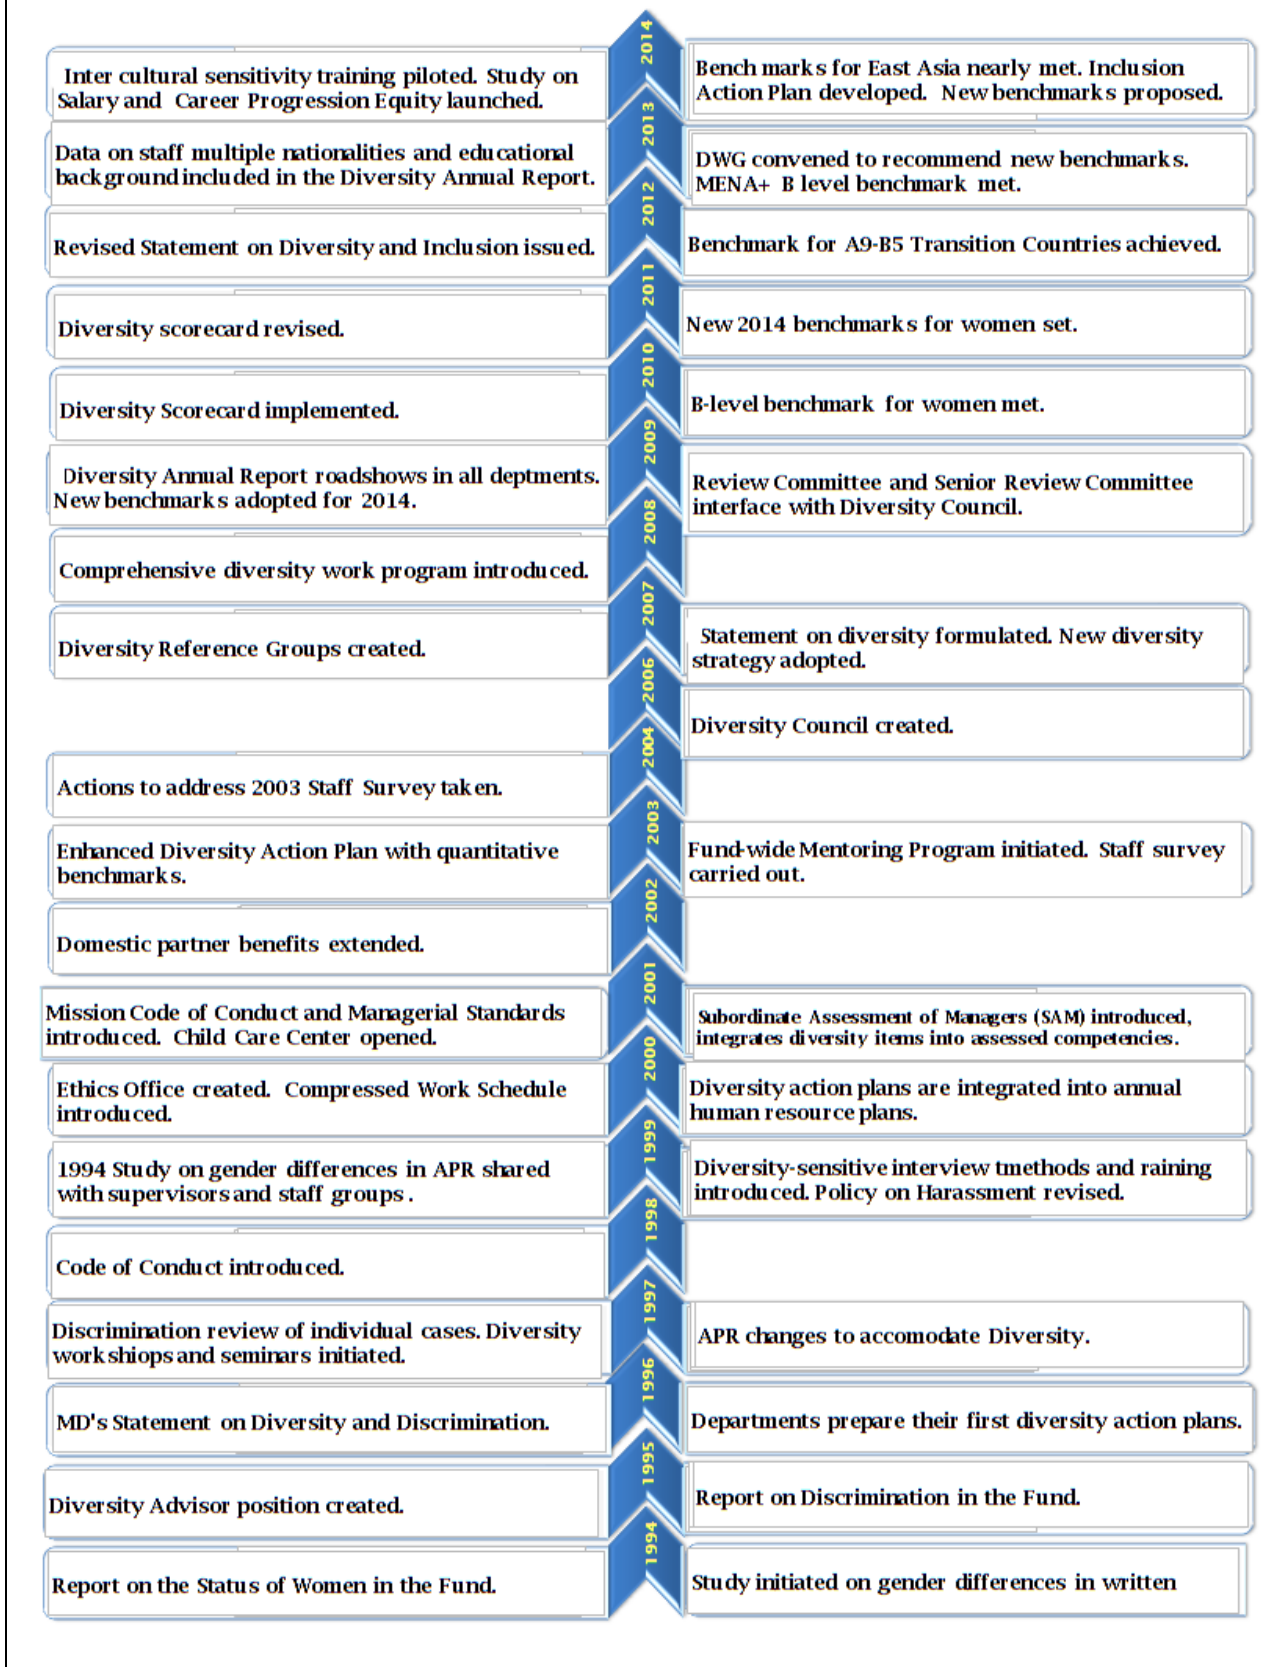 2014
Inter cultural sensitivity training piloted. Study on
Salary and Career Progression Equity launched.
Bench marks for East Asia nearly met. Inclusion
Action Plan developed. New benchmarks proposed.
2013
Data on staff multiple nationalities and educational
background included in the Diversity Annual Report.
DWG convened to recommend new benchmarks.
MENA+ B level benchmark met.
2012
Revised Statement on Diversity and Inclusion issued.
Benchmark for A9-B5 Transition Countries achieved.
2011
Diversity scorecard revised.
New 2014 benchmarks for women set.
2010
Diversity Scorecard implemented.
B-level benchmark for women met.
2009
Diversity Annual Report roadshows in all deptments.
New benchmarks adopted for 2014.
Review Committee and Senior Review Committee
interface with Diversity Council.
2008
Comprehensive diversity work program introduced.
2007
Diversity Reference Groups created.
Statement on diversity formulated. New diversity
strategy adopted.
2006
Diversity Council created.
2004
Actions to address 2003 Staff Survey taken.
2003
Enhanced Diversity Action Plan with quantitative
benchmarks.
Fund-wide Mentoring Program initiated. Staff survey
carried out.
2002
Domestic partner benefits extended.
2001
Mission Code of Conduct and Managerial Standards
introduced. Child Care Center opened.
Subordinate Assessment of Managers (SAM) introduced,
integrates diversity items into assessed competencies.
2000
Ethics Office created. Compressed Work Schedule
introduced.
Diversity action plans are integrated into annual
human resource plans.
1999
1994 Study on gender differences in APR shared
with supervisors and staff groups .
Diversity-sensitive interview tmethods and raining
introduced. Policy on Harassment revised.
1998
Code of Conduct introduced.
1997
Discrimination review of individual cases. Diversity
workshiops and seminars initiated.
APR changes to accomodate Diversity.
1996
MD's Statement on Diversity and Discrimination.
Departments prepare their first diversity action plans.
1995
Diversity Advisor position created.
Report on Discrimination in the Fund.
1994
Report on the Status of Women in the Fund.
Study initiated on gender differences in written